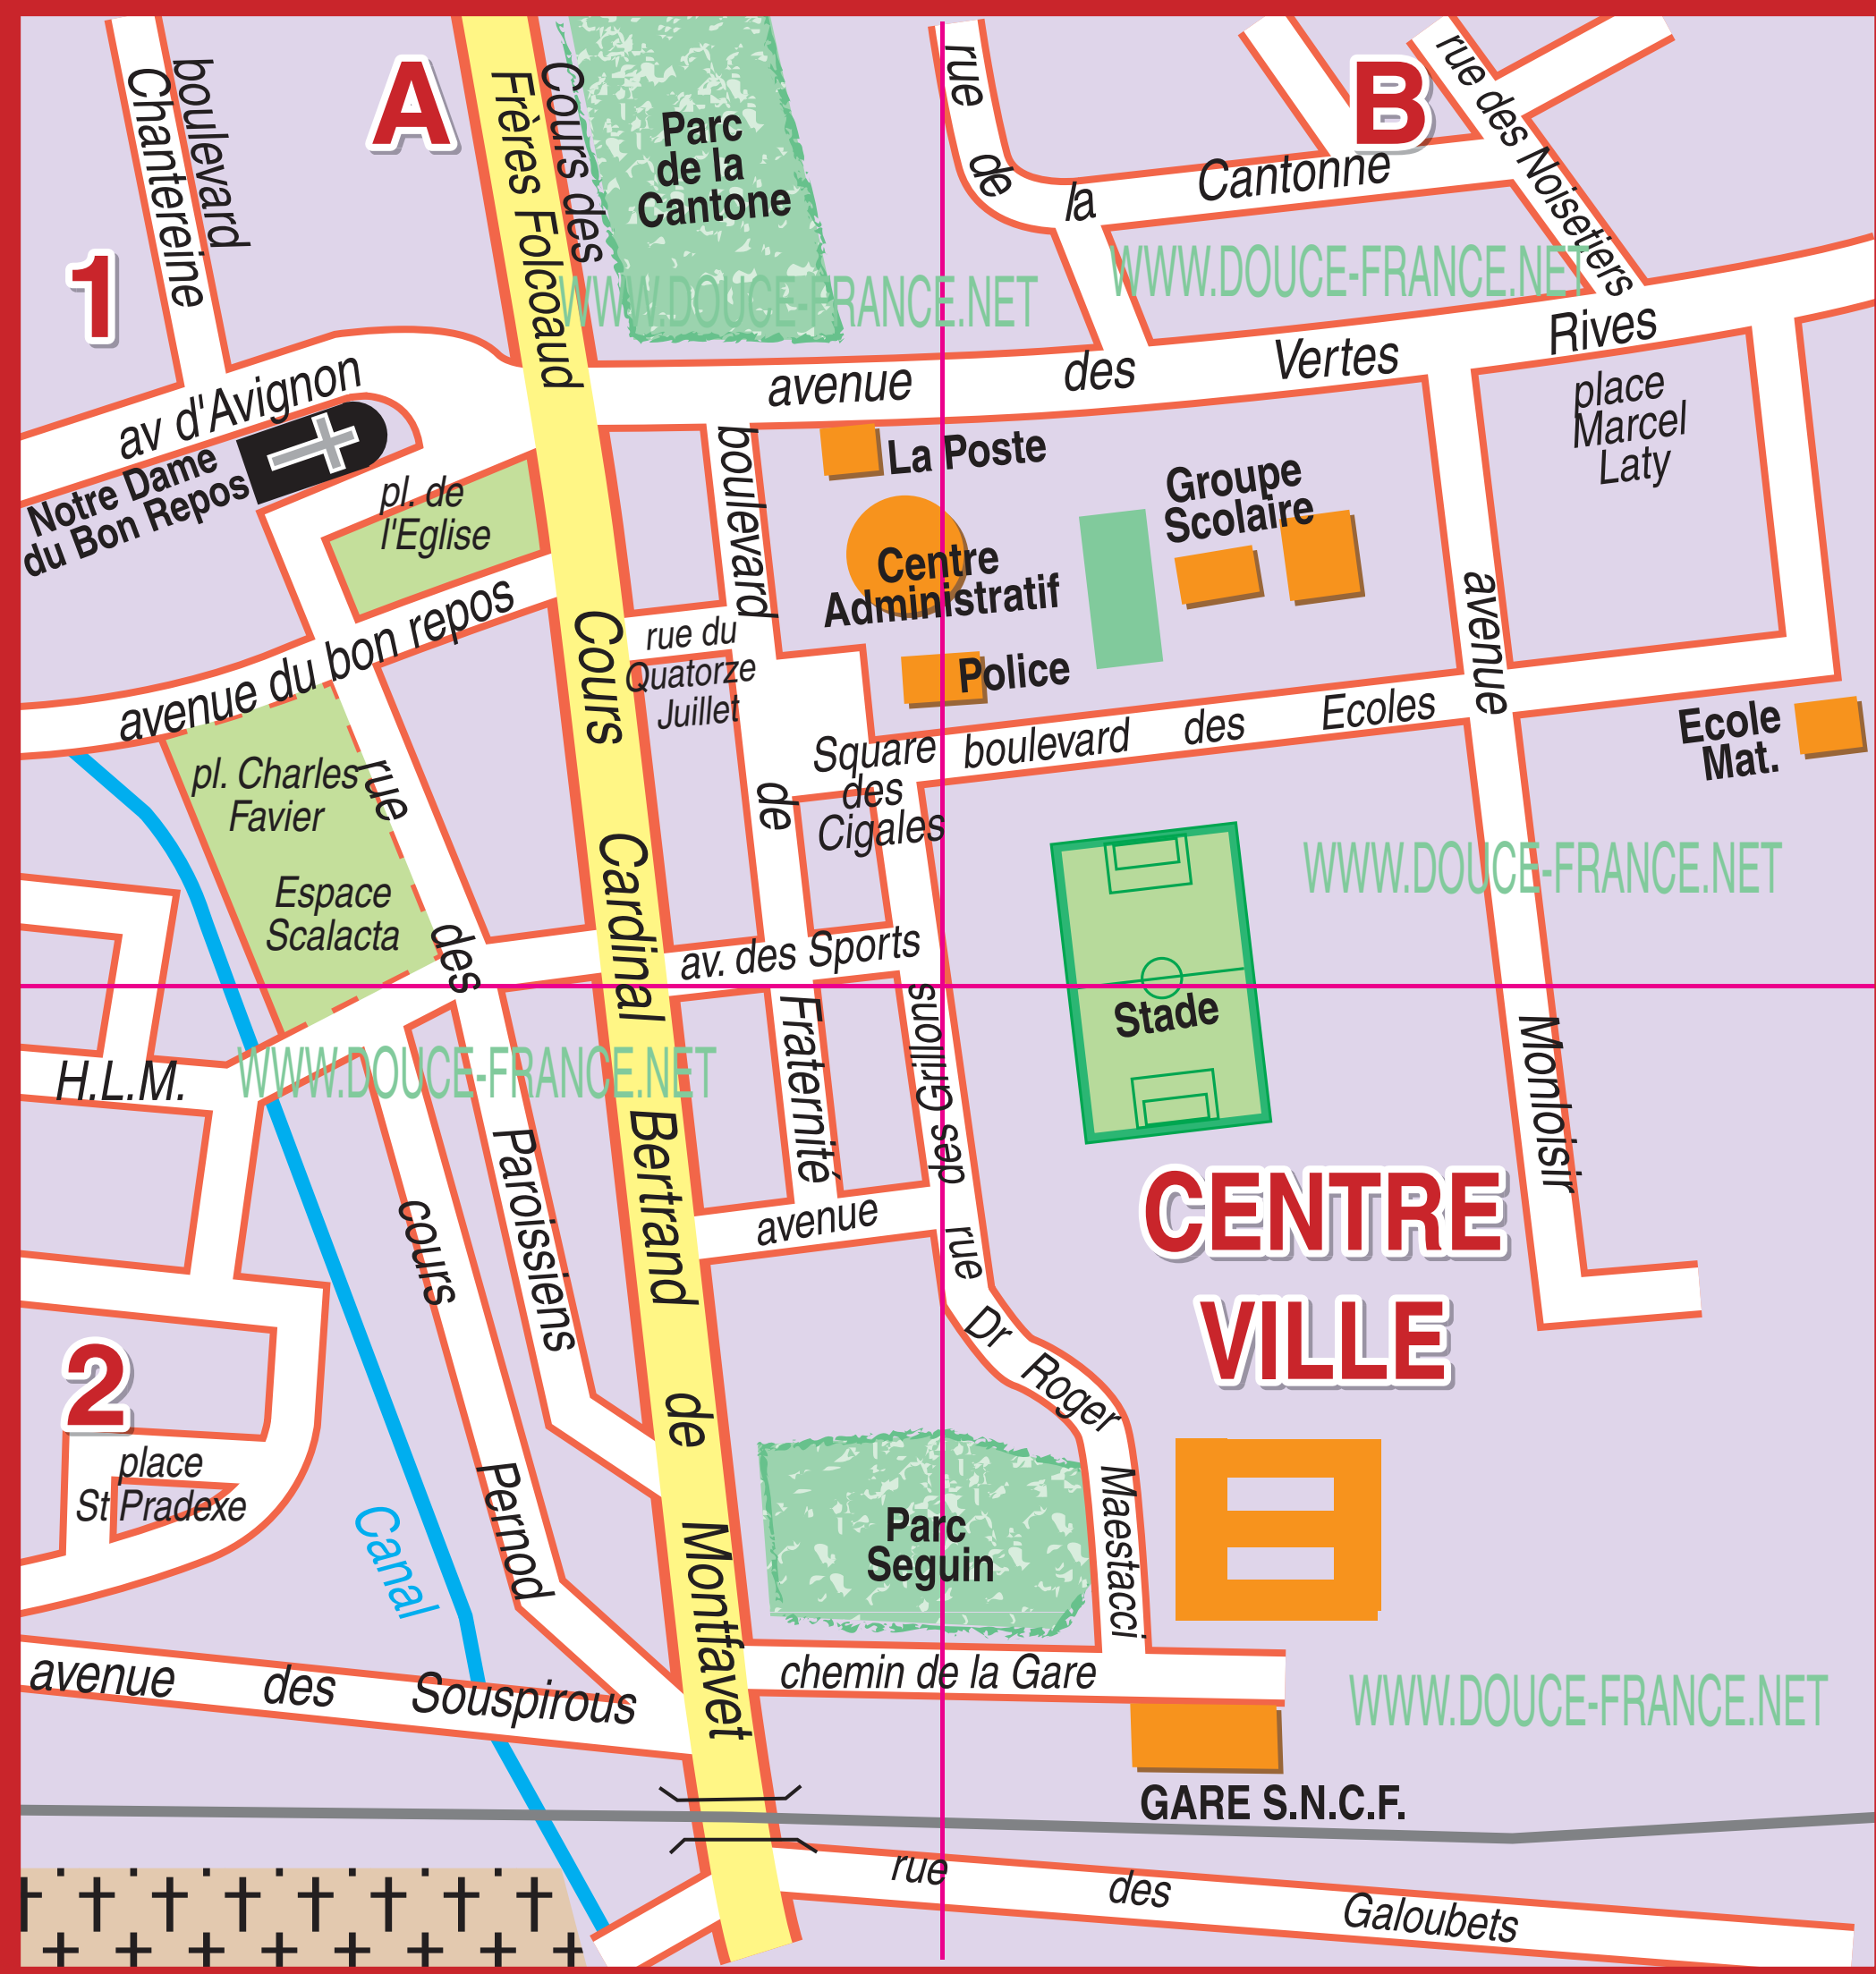 A
B
1
2
boulevard
Chantereine
Cours des
Frères Folcoaud
Parc
de la
Cantone
rue de la Cantonne
rue des Noisetiers
WWW.DOUCE-FRANCE.NET
WWW.DOUCE-FRANCE.NET
av d'Avignon
avenue des Vertes Rives
place
Marcel
Laty
Notre Dame
du Bon Repos
pl. de
l'Eglise
La Poste
Groupe
Scolaire
Centre
Administratif
Police
avenue du bon repos
rue du
Quatorze
Juillet
boulevard de Fraternité
Square
des
Cigales
boulevard des Ecoles
avenue Monloisir
Ecole
Mat.
pl. Charles
Favier
Espace
Scalacta
rue des Paroissiens
Cours Cardinal Bertrand de Montfavet
WWW.DOUCE-FRANCE.NET
av. des Sports
Stade
H.L.M.
WWW.DOUCE-FRANCE.NET
avenue
rue des Grillons
CENTRE
VILLE
cours Pernod
Dr Roger Maestacci
place
St Pradexe
Canal
Parc
Seguin
avenue des Souspirous
chemin de la Gare
WWW.DOUCE-FRANCE.NET
GARE S.N.C.F.
rue des Galoubets